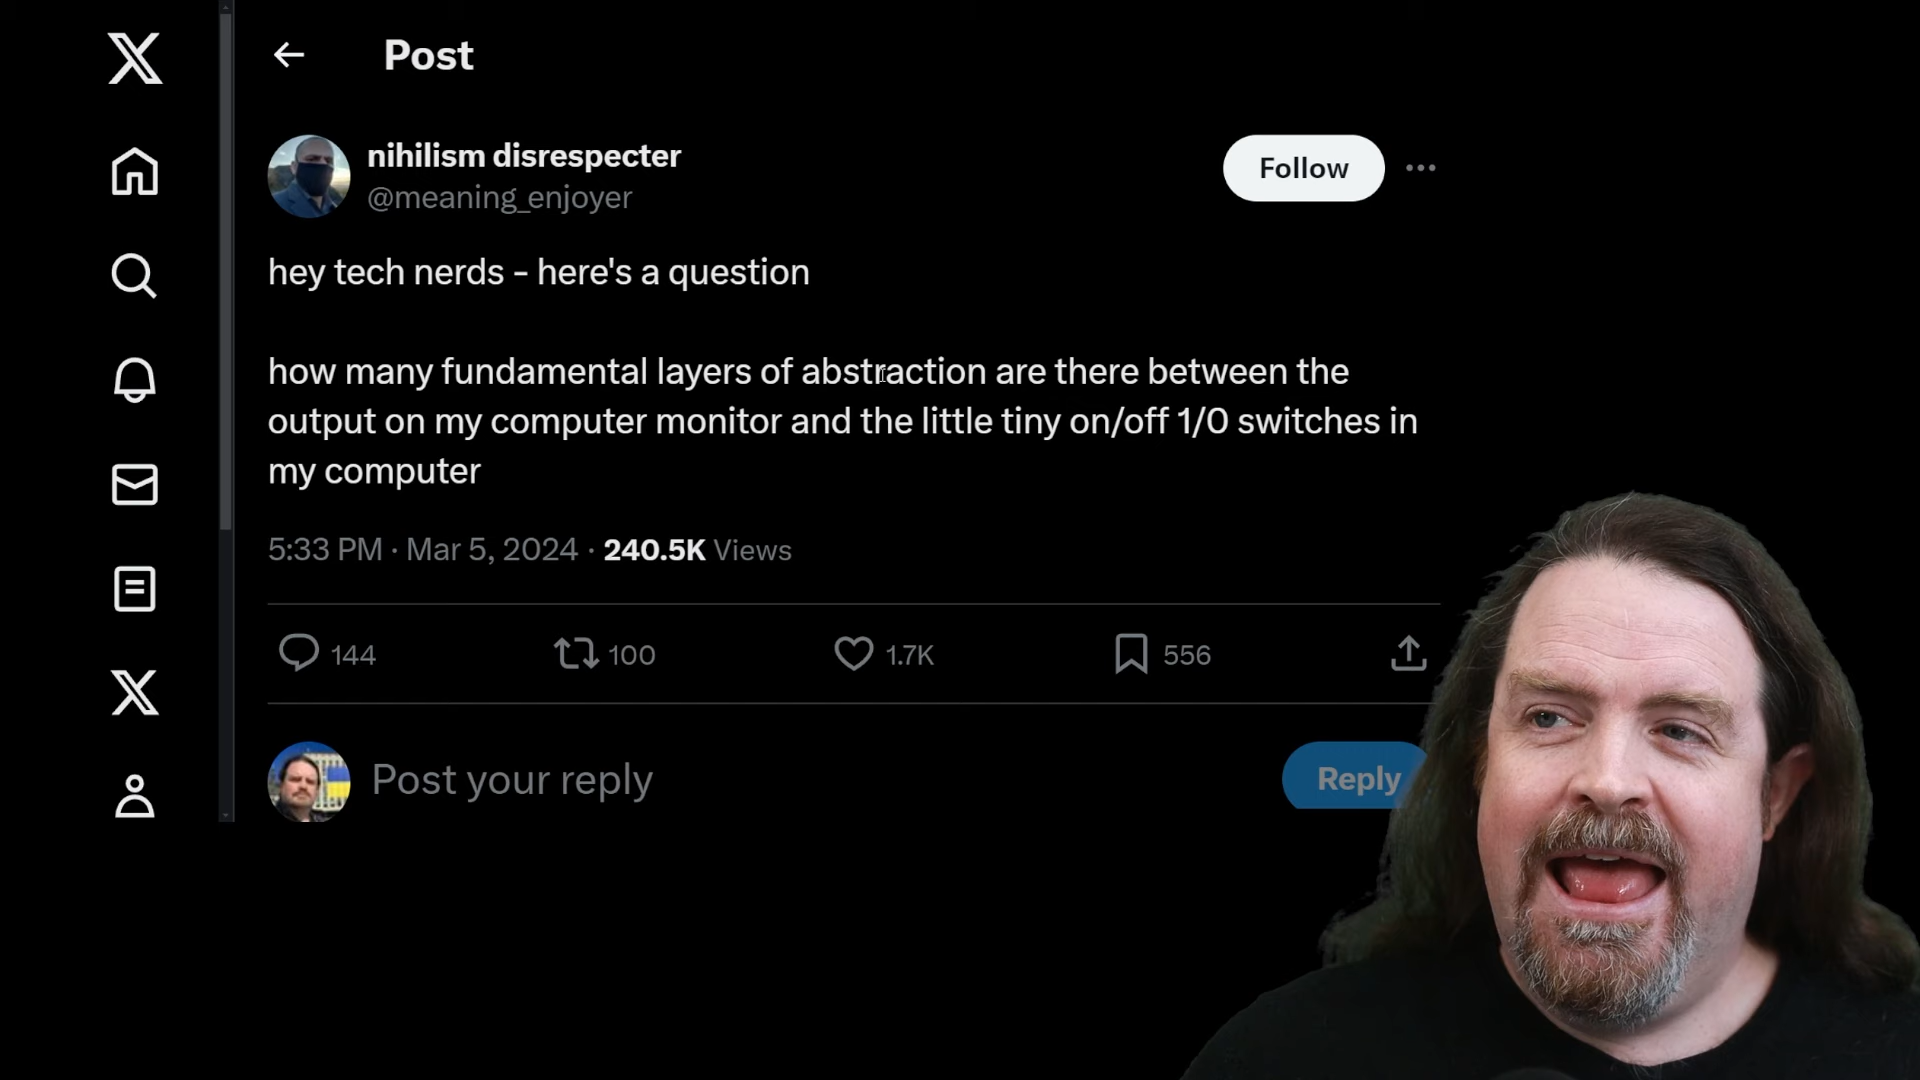 Post
nihilism disrespecter
@meaning_enjoyer
Follow
hey tech nerds - here's a question
how many fundamental layers of abstraction are there between the
output on my computer monitor and the little tiny on/off 1/0 switches in
my computer
5:33 PM · Mar 5, 2024 · 240.5K Views
144 100 1.7K 556
Post your reply
Reply